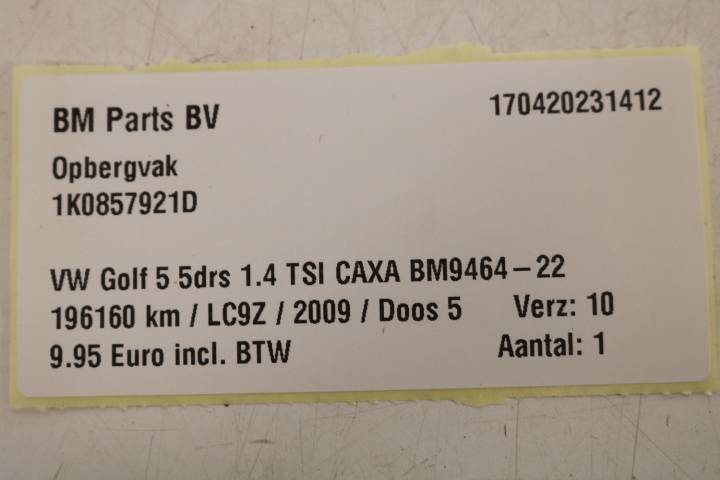 BM Parts BV 170420231412
Opbergvak
1K0857921D
VW Golf 5 5drs 1.4 TSI CAXA BM9464-22
196160 km / LC9Z / 2009 / Doos 5 Verz: 10
9.95 Euro incl. BTW Aantal: 1